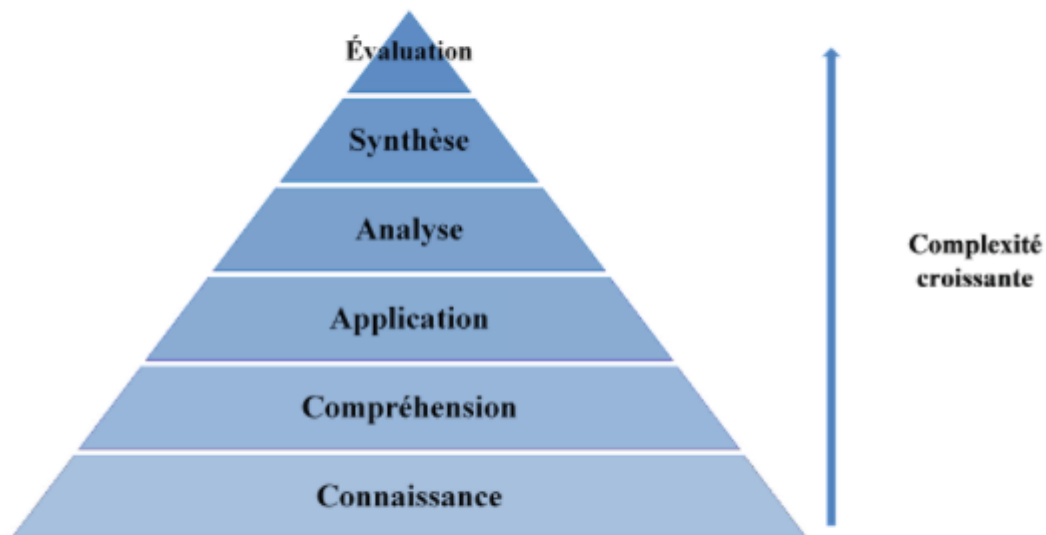 Évaluation
Synthèse
Analyse
Application
Compréhension
Connaissance
Complexité
croissante